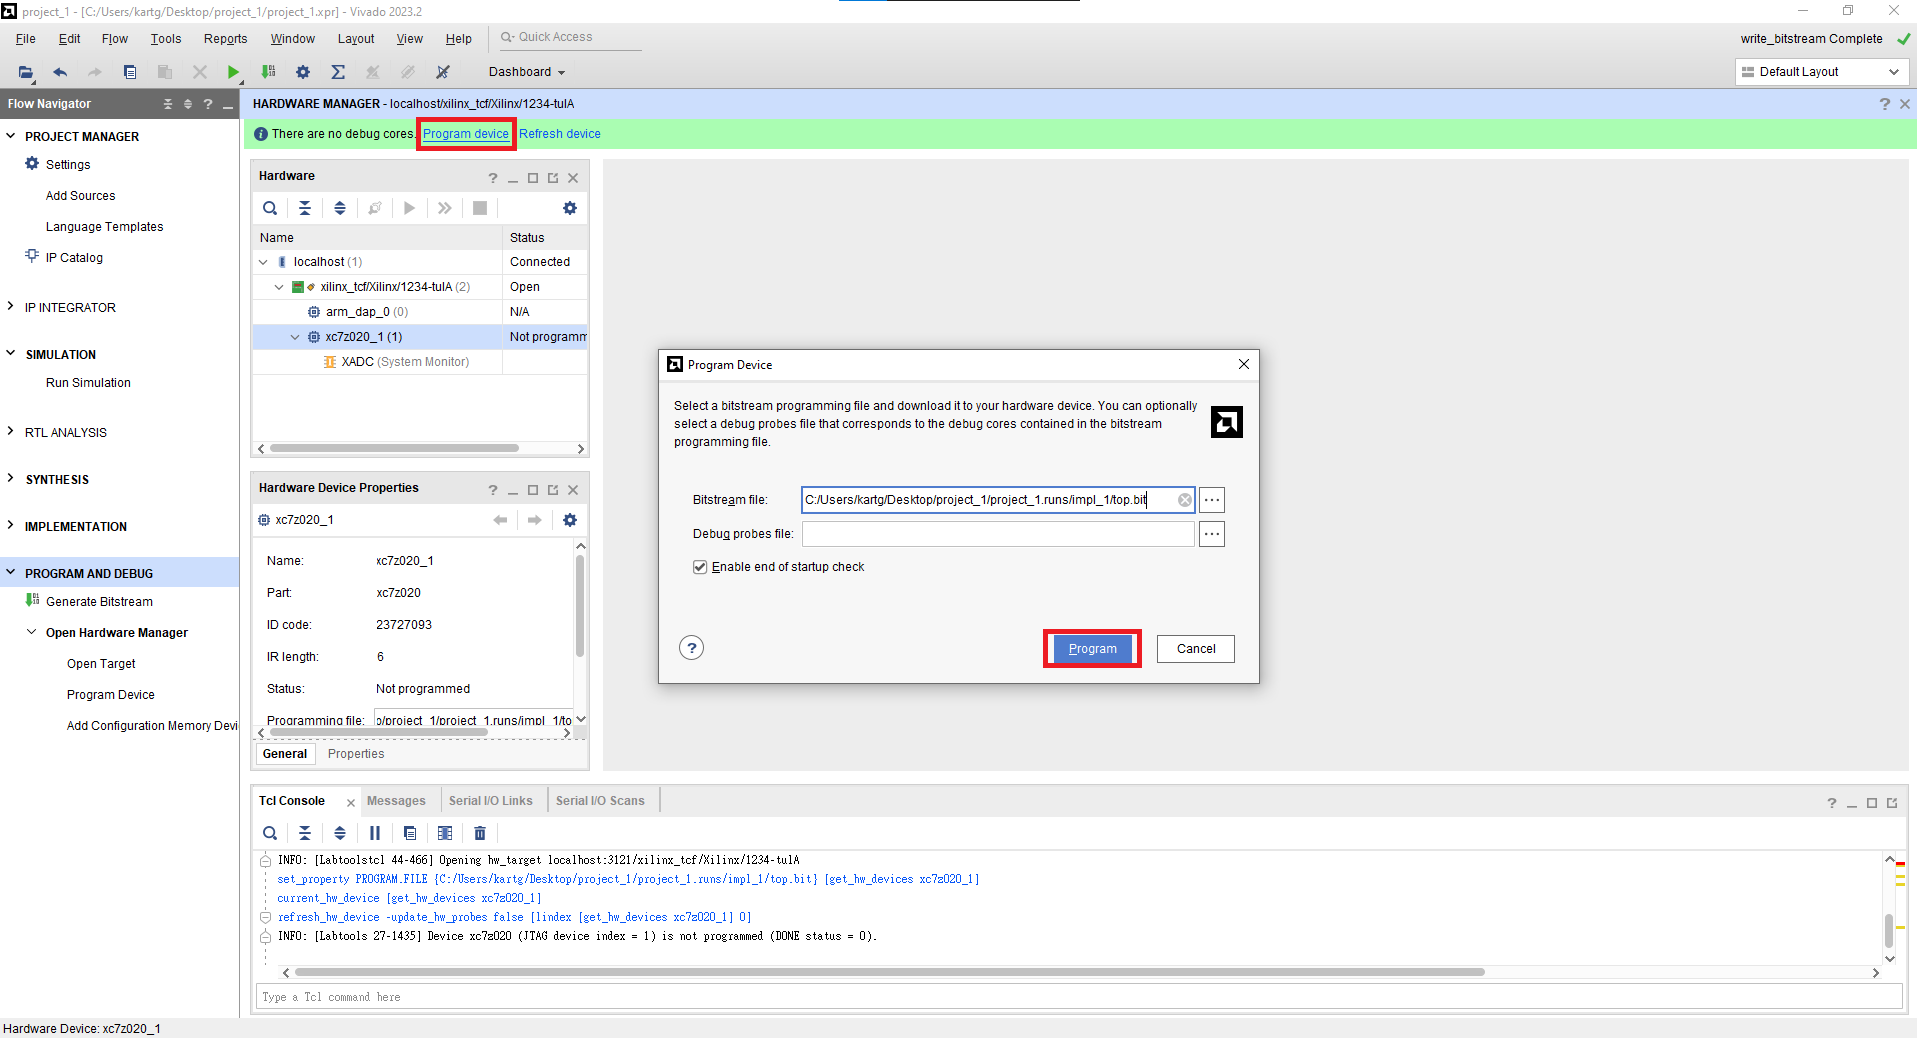 project_1 - [C:/Users/kartg/Desktop/project_1/project_1.xpr] - Vivado 2023.2
File Edit Flow Tools Reports Window Layout View Help Quick Access
write_bitstream Complete
Dashboard
Default Layout
Flow Navigator
PROJECT MANAGER
Settings
Add Sources
Language Templates
IP Catalog
IP INTEGRATOR
SIMULATION
Run Simulation
RTL ANALYSIS
SYNTHESIS
IMPLEMENTATION
PROGRAM AND DEBUG
Generate Bitstream
Open Hardware Manager
Open Target
Program Device
Add Configuration Memory Devi
HARDWARE MANAGER - localhost/xilinx_tcf/Xilinx/1234-tulA
There are no debug cores. Program device Refresh device
Hardware
Name Status
localhost (1) Connected
xilinx_tcf/Xilinx/1234-tulA (2) Open
arm_dap_0 (0) N/A
xc7z020_1 (1) Not programm
XADC (System Monitor)
Hardware Device Properties
xc7z020_1
Name: xc7z020_1
Part: xc7z020
ID code: 23727093
IR length: 6
Status: Not programmed
Programming file: o/project_1/project_1.runs/impl_1/to
General Properties
Program Device
Select a bitstream programming file and download it to your hardware device. You can optionally
select a debug probes file that corresponds to the debug cores contained in the bitstream
programming file.
Bitstream file: C:/Users/kartg/Desktop/project_1/project_1.runs/impl_1/top.bit
Debug probes file:
Enable end of startup check
? Program Cancel
Tcl Console Messages Serial I/O Links Serial I/O Scans
INFO: [Labtoolstcl 44-466] Opening hw_target localhost:3121/xilinx_tcf/Xilinx/1234-tulA
set_property PROGRAM.FILE {C:/Users/kartg/Desktop/project_1/project_1.runs/impl_1/top.bit} [get_hw_devices xc7z020_1]
current_hw_device [get_hw_devices xc7z020_1]
refresh_hw_device -update_hw_probes false [lindex [get_hw_devices xc7z020_1] 0]
INFO: [Labtools 27-1435] Device xc7z020 (JTAG device index = 1) is not programmed (DONE status = 0).
Type a Tcl command here
Hardware Device: xc7z020_1